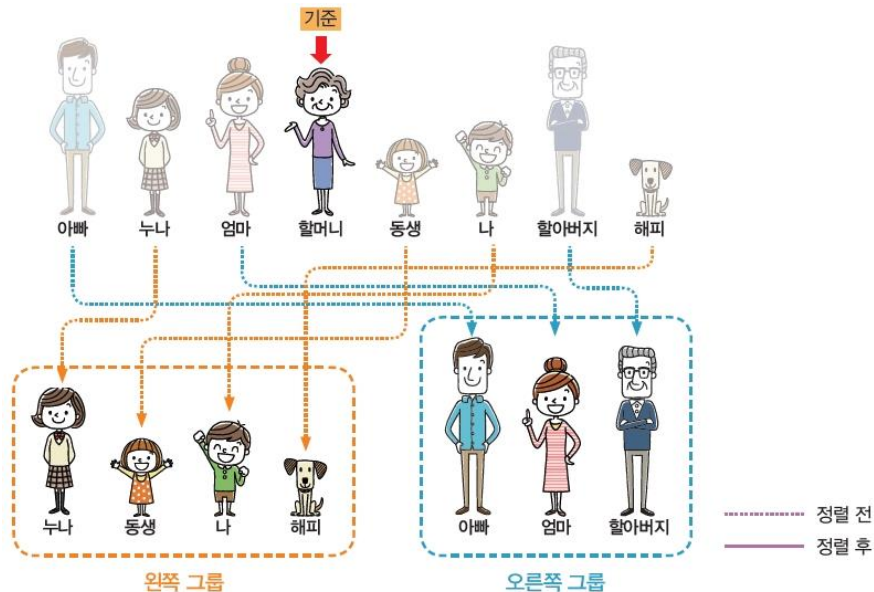 기준
아빠 누나 엄마 할머니 동생 나 할아버지 해피
누나 동생 나 해피 아빠 엄마 할아버지
정렬 전
정렬 후
왼쪽 그룹 오른쪽 그룹